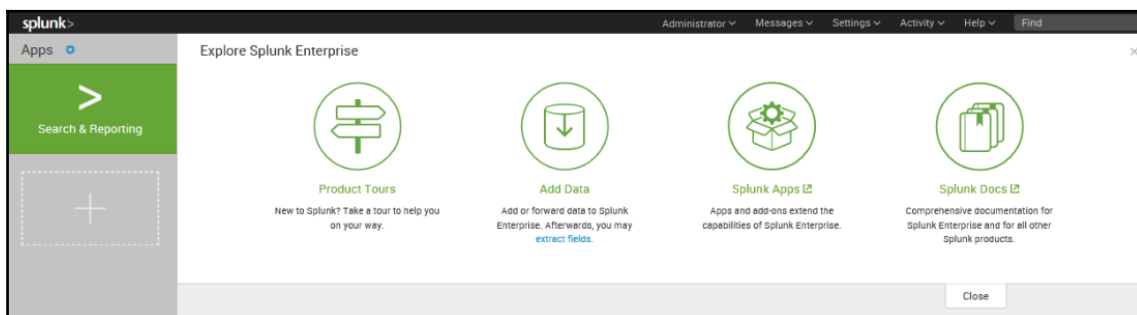 splunk>
Administrator Messages Settings Activity Help Find
Apps
Explore Splunk Enterprise
>
Search & Reporting
Product Tours
New to Splunk? Take a tour to help you
on your way.
Add Data
Add or forward data to Splunk
Enterprise. Afterwards, you may
extract fields.
Splunk Apps
Apps and add-ons extend the
capabilities of Splunk Enterprise.
Splunk Docs
Comprehensive documentation for
Splunk Enterprise and for all other
Splunk products.
Close